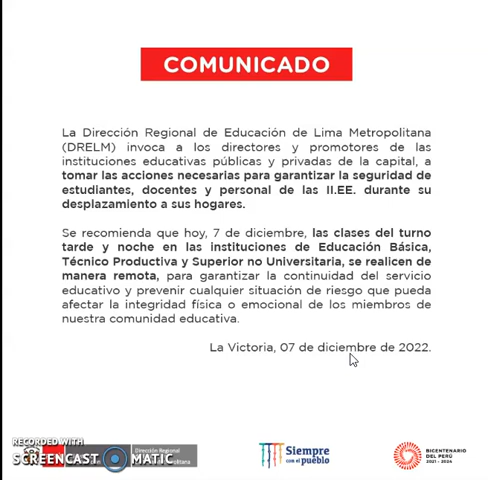 COMUNICADO
La Dirección Regional de Educación de Lima Metropolitana
(DRELM) invoca a los directores y promotores de las
instituciones educativas públicas y privadas de la capital, a
tomar las acciones necesarias para garantizar la seguridad de
estudiantes, docentes y personal de las II.EE. durante su
desplazamiento a sus hogares.
Se recomienda que hoy, 7 de diciembre, las clases del turno
tarde y noche en las instituciones de Educación Básica,
Técnico Productiva y Superior no Universitaria, se realicen de
manera remota, para garantizar la continuidad del servicio
educativo y prevenir cualquier situación de riesgo que pueda
afectar la integridad física o emocional de los miembros de
nuestra comunidad educativa.
La Victoria, 07 de diciembre de 2022.
RECORDED WITH
SCREENCAST MATIC
Dirección Regional
Siempre
con el pueblo
BICENTENARIO
DEL PERÚ
2021 - 2024